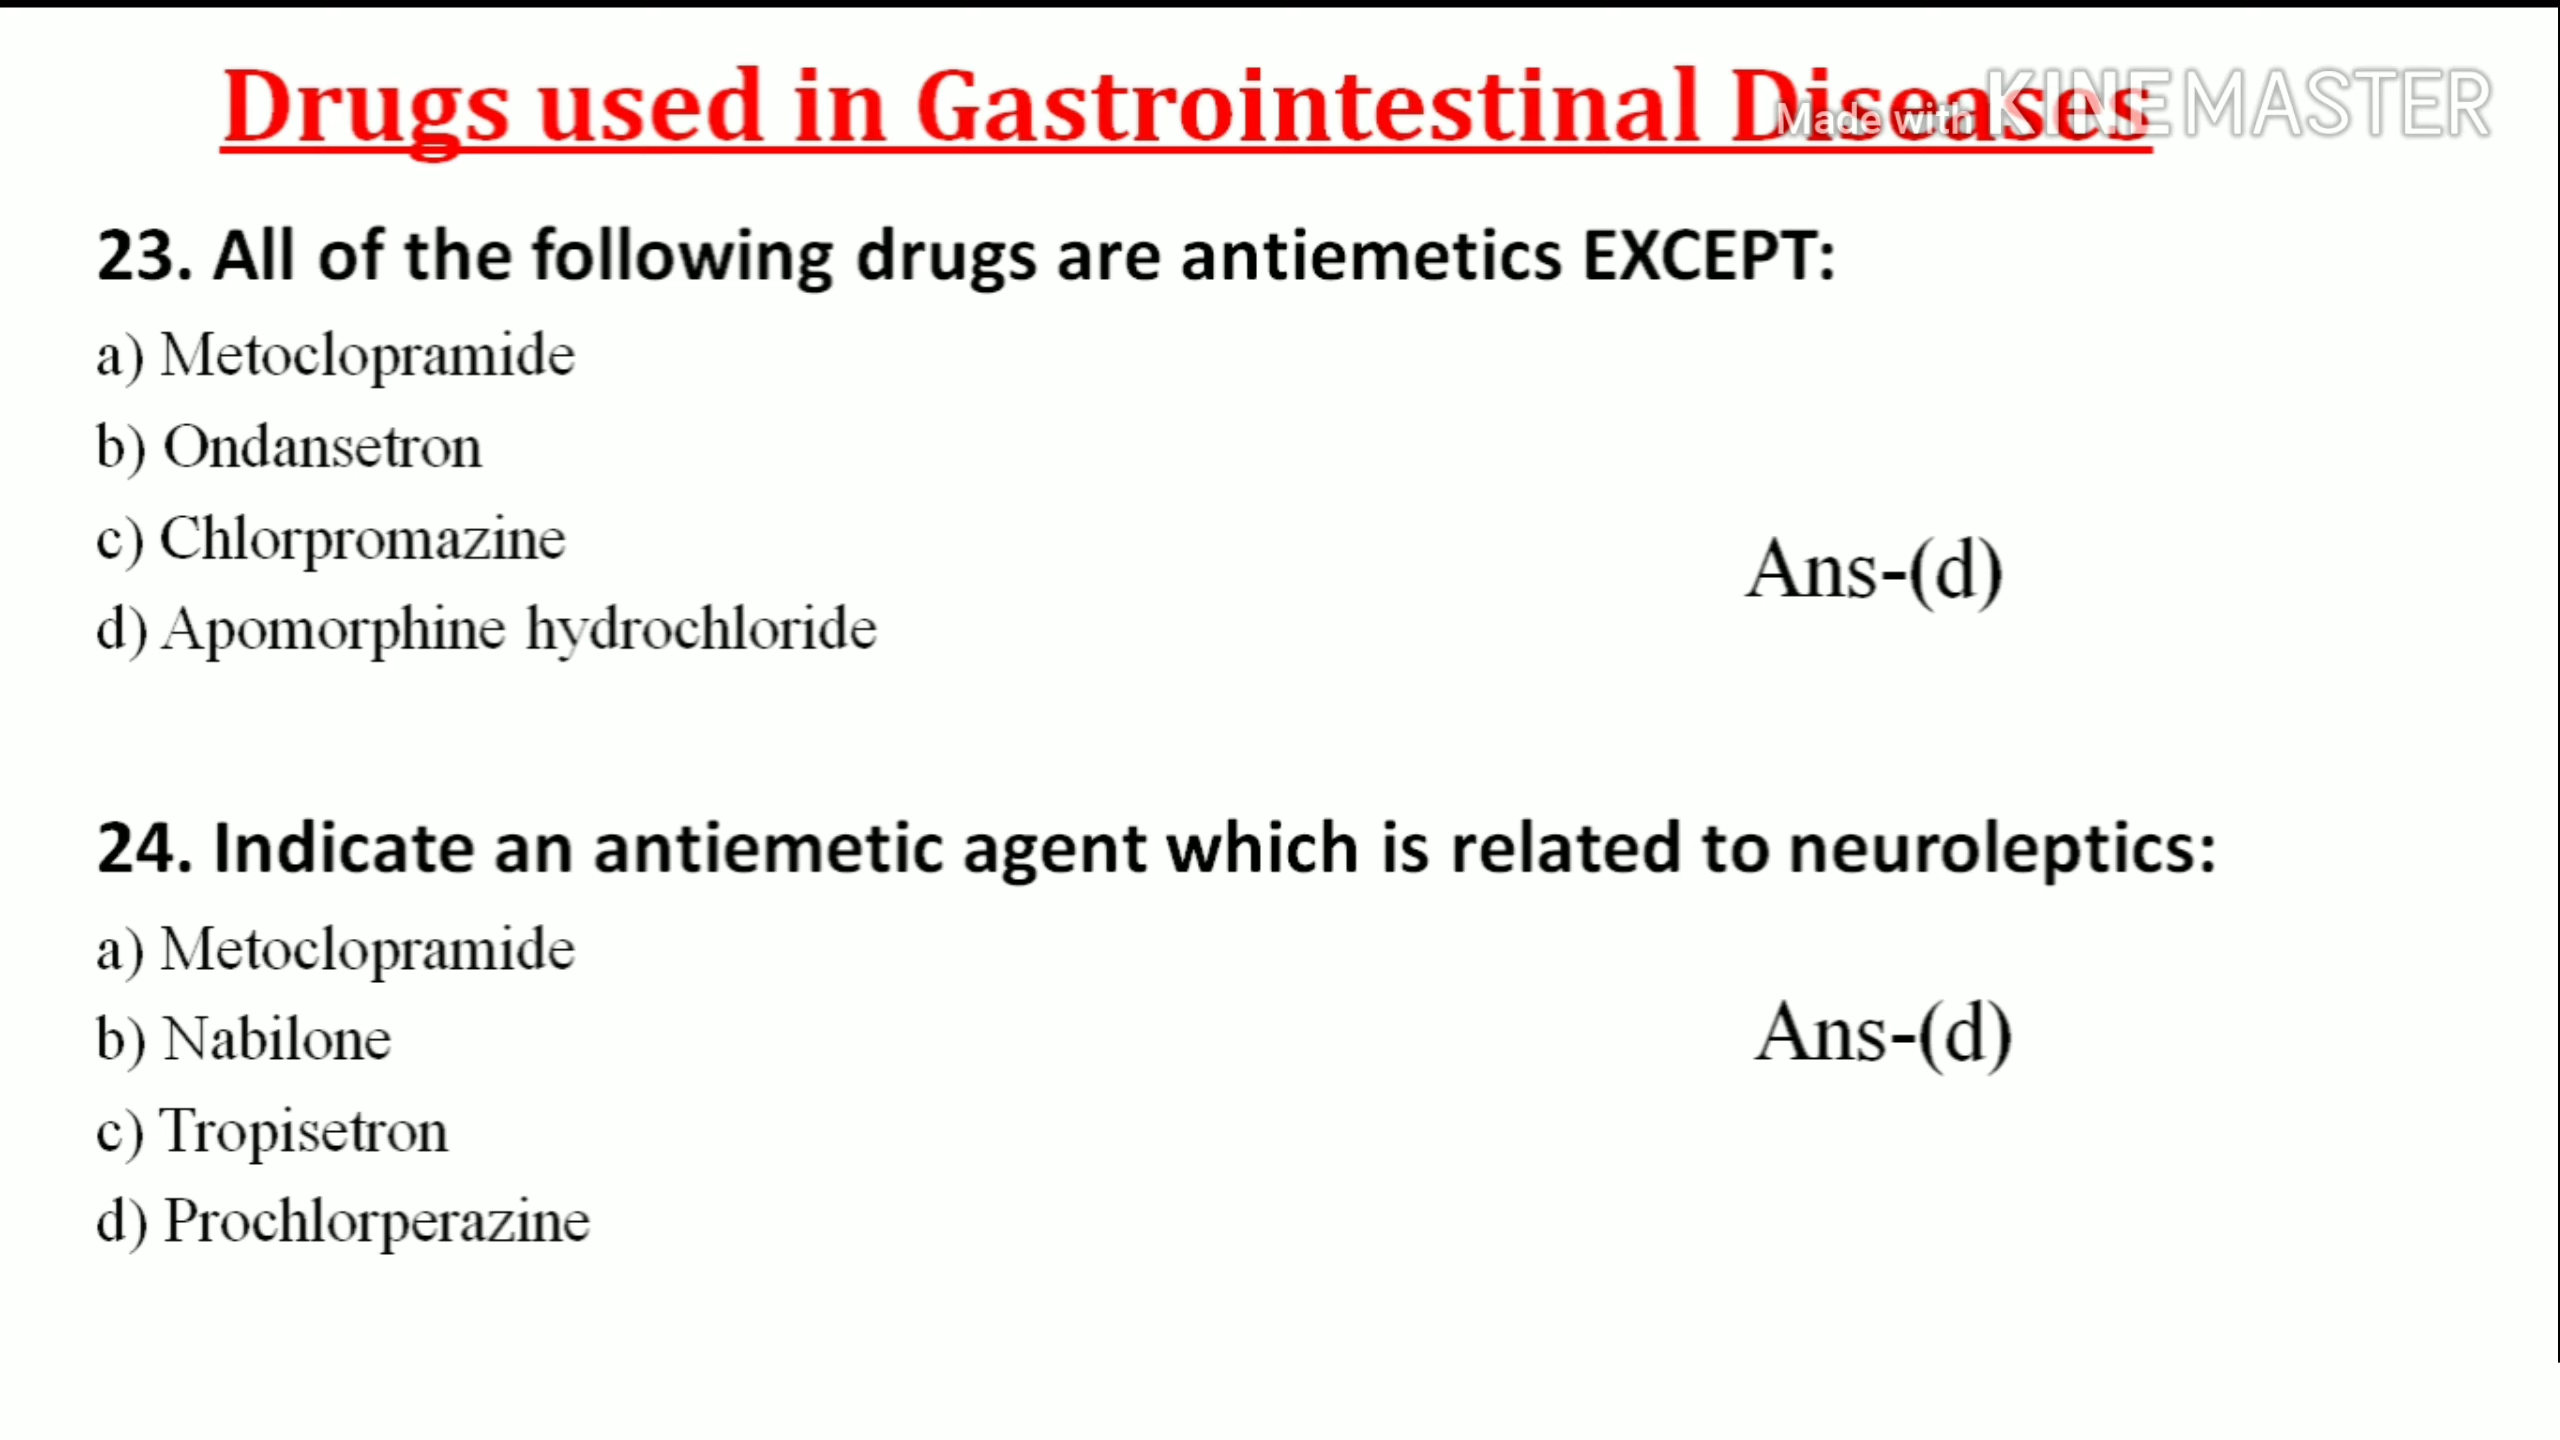 Drugs used in Gastrointestinal Diseases
Made with KINEMASTER
23. All of the following drugs are antiemetics EXCEPT:
a) Metoclopramide
b) Ondansetron
c) Chlorpromazine
Ans-(d)
d) Apomorphine hydrochloride
24. Indicate an antiemetic agent which is related to neuroleptics:
a) Metoclopramide
b) Nabilone
Ans-(d)
c) Tropisetron
d) Prochlorperazine